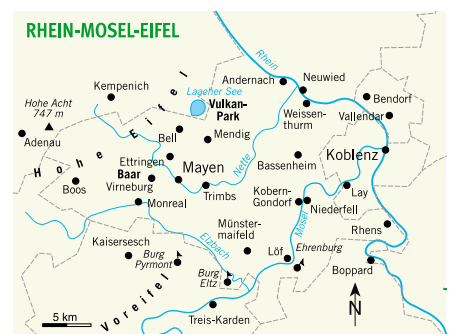 RHEIN-MOSEL-EIFEL
Rhein
Laacher See
Vulkan-
Park
Andernach
Neuwied
Weissen-
thurm
Bendorf
Vallendar
Kempenich
Hohe Acht
747 m
Adenau
Hohe Eifel
Bell
Mendig
Ettringen
Mayen
Nette
Bassenheim
Koblenz
Baar
Virneburg
Boos
Trimbs
Monreal
Kobern-
Gondorf
Lay
Niederfell
Mosel
Münster-
maifeld
Rhens
Elzbach
Kaisersesch
Burg
Pyrmont
Löf
Ehrenburg
Boppard
Burg
Eltz
Voreifel
Treis-Karden
N
5 km